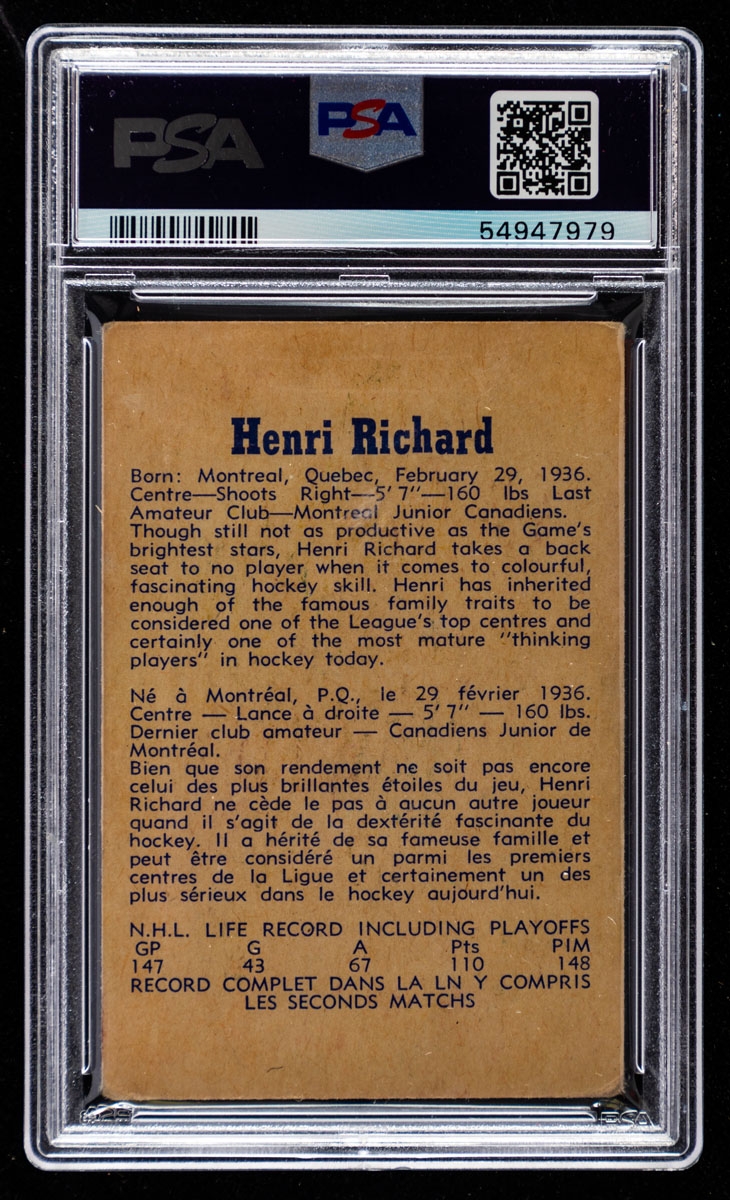 PSA
PSA
54947979
Henri Richard
Born: Montreal, Quebec, February 29, 1936.
Centre—Shoots Right—5' 7"—160 lbs Last
Amateur Club—Montreal Junior Canadiens.
Though still not as productive as the Game's
brightest stars, Henri Richard takes a back
seat to no player when it comes to colourful,
fascinating hockey skill. Henri has inherited
enough of the famous family traits to be
considered one of the League's top centres and
certainly one of the most mature "thinking
players" in hockey today.
Né à Montréal, P.Q., le 29 février 1936.
Centre — Lance à droite — 5' 7" — 160 lbs.
Dernier club amateur — Canadiens Junior de
Montréal.
Bien que son rendement ne soit pas encore
celui des plus brillantes étoiles du jeu, Henri
Richard ne cède le pas à aucun autre joueur
quand il s'agit de la dextérité fascinante du
hockey. Il a hérité de sa fameuse famille et
peut être considéré un parmi les premiers
centres de la Ligue et certainement un des
plus sérieux dans le hockey aujourd'hui.
N.H.L. LIFE RECORD INCLUDING PLAYOFFS
GP G A Pts PIM
147 43 67 110 148
RECORD COMPLET DANS LA LN Y COMPRIS
LES SECONDS MATCHS
PSA